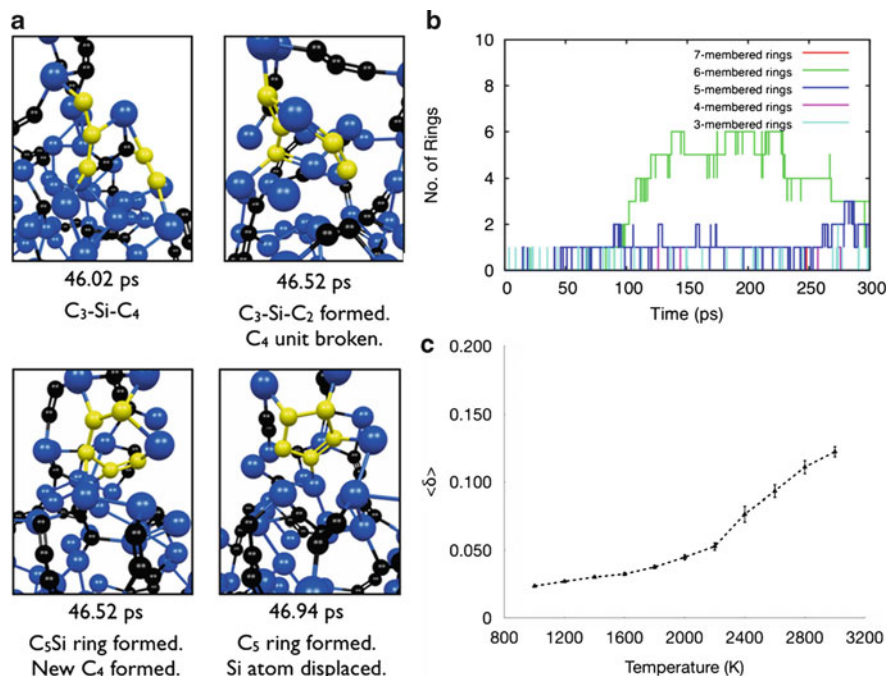 a
46.02 ps
C₃-Si-C₄
46.52 ps
C₃-Si-C₂ formed.
C₄ unit broken.
46.52 ps
C₅Si ring formed.
New C₄ formed.
46.94 ps
C₅ ring formed.
Si atom displaced.
b
No. of Rings
10
8
6
4
2
0
7-membered rings
6-membered rings
5-membered rings
4-membered rings
3-membered rings
0 50 100 150 200 250 300
Time (ps)
c
<δ>
0.200
0.150
0.100
0.050
0
800 1200 1600 2000 2400 2800 3200
Temperature (K)